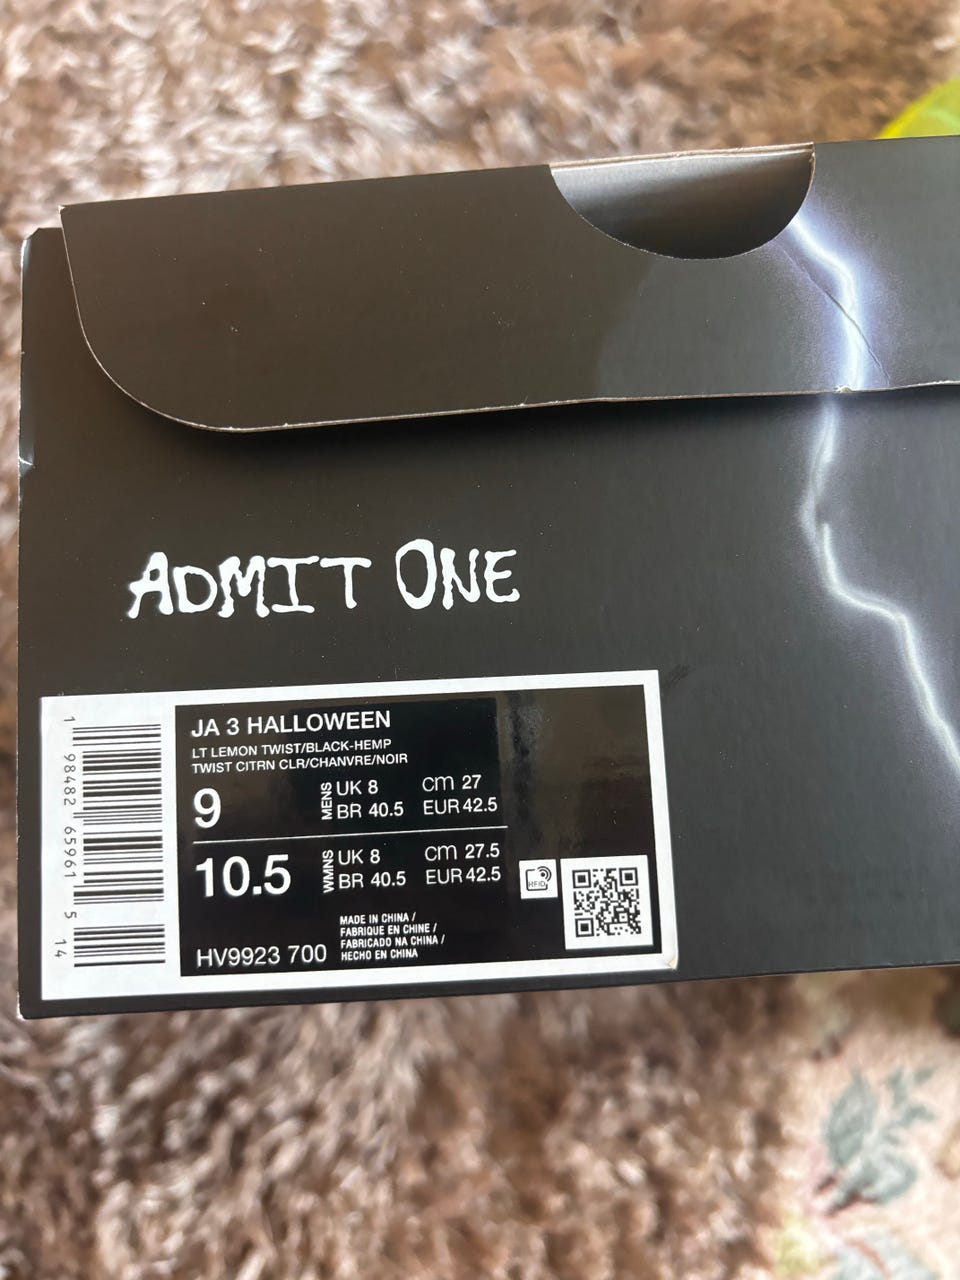 ADMIT ONE
JA 3 HALLOWEEN
LT LEMON TWIST/BLACK-HEMP
TWIST CITRN CLR/CHANVRE/NOIR
9 MENS UK 8 CM 27
BR 40.5 EUR 42.5
10.5 WMNS UK 8 CM 27.5
BR 40.5 EUR 42.5
RFID
MADE IN CHINA /
FABRIQUE EN CHINE /
FABRICADO NA CHINA /
HECHO EN CHINA
HV9923 700
1 98482 65961 5 14